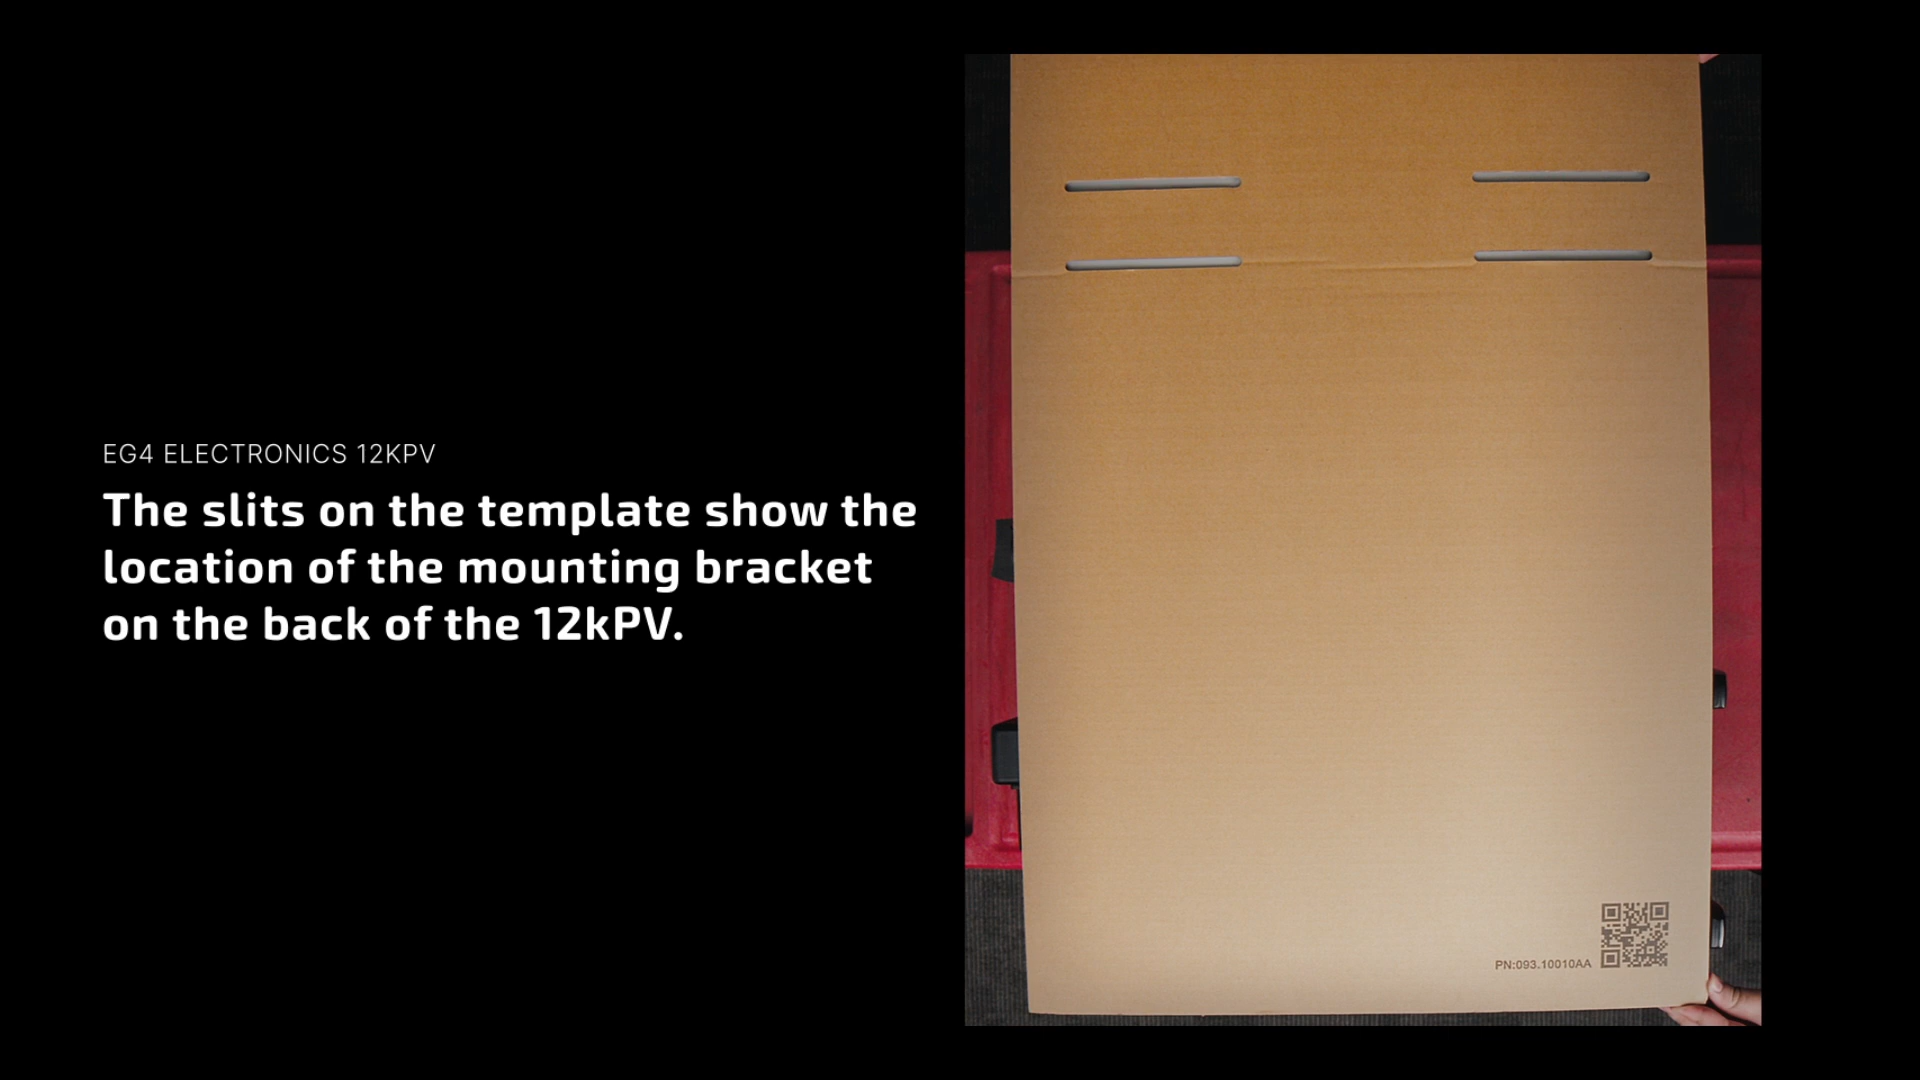 EG4 ELECTRONICS 12KPV
The slits on the template show the
location of the mounting bracket
on the back of the 12kPV.
PN:093.10010AA